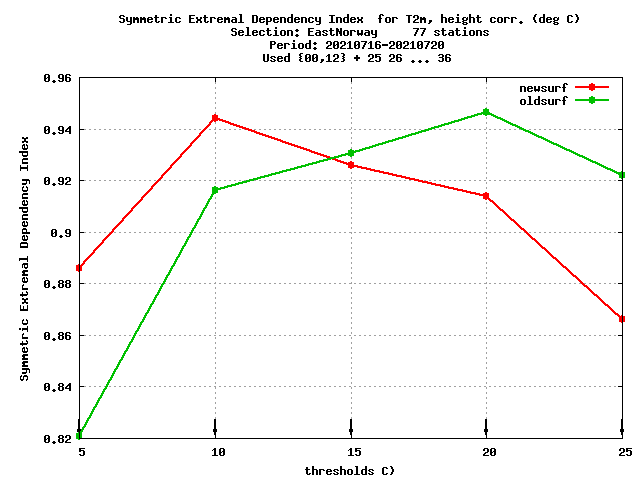 Symmetric Extremal Dependency Index  for T2m, height corr. (deg C)
Selection: EastNorway     77 stations
Period: 20210716-20210720
Used {00,12} + 25 26 ... 36
newsurf
oldsurf
0.96
0.94
0.92
0.9
0.88
0.86
0.84
0.82
Symmetric Extremal Dependency Index
5 10 15 20 25
thresholds C)